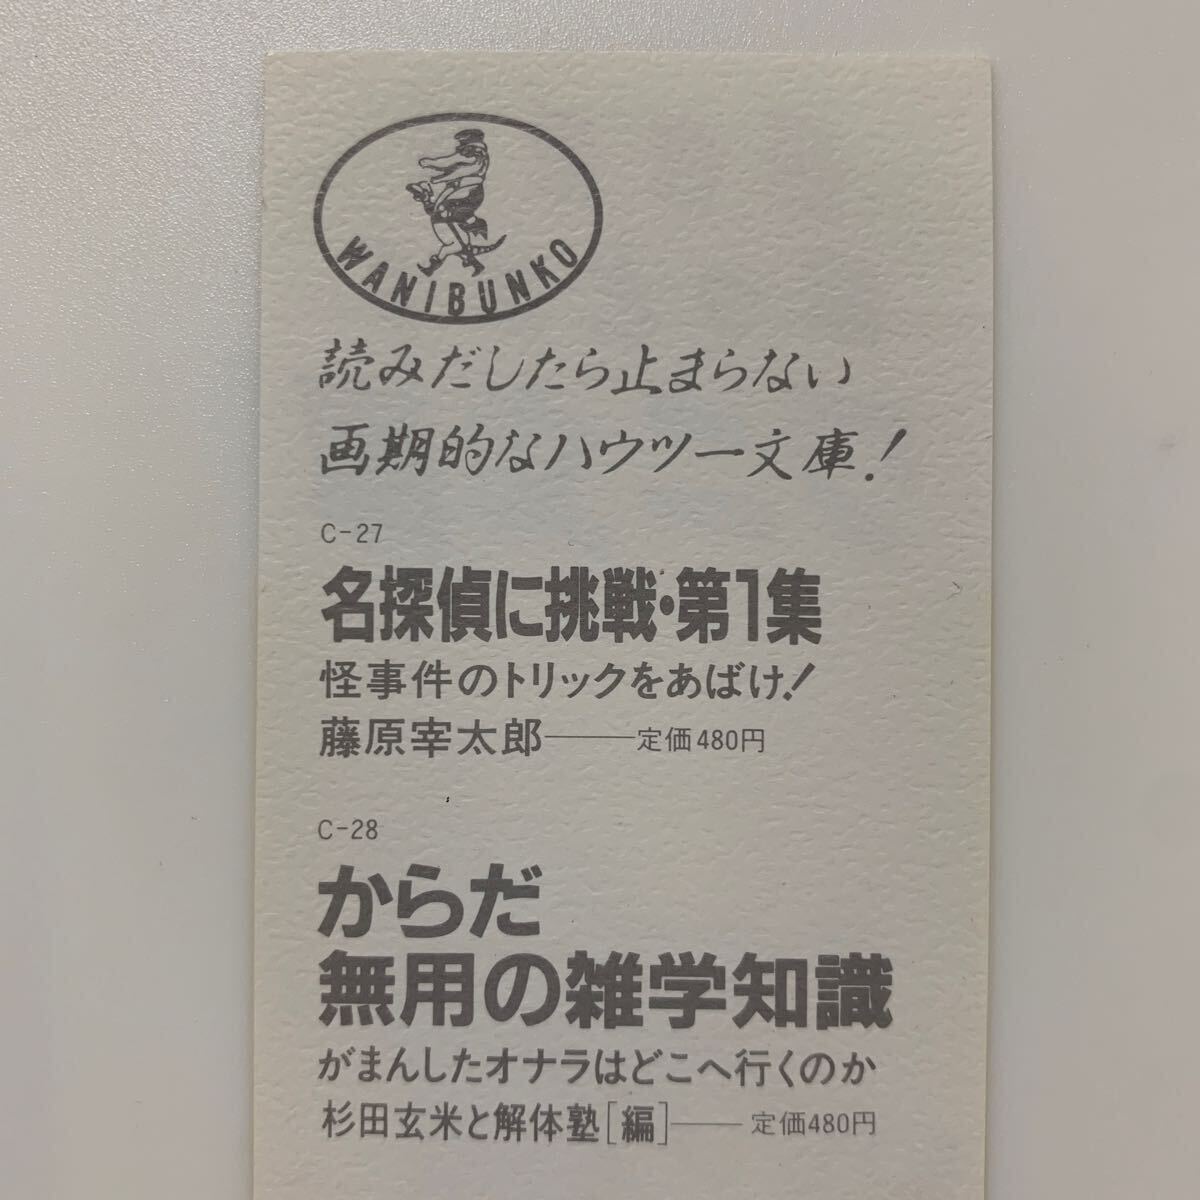 WANIBUNKO
読みだしたら止まらない
画期的なハウツー文庫!
C-27
名探偵に挑戦・第1集
怪事件のトリックをあばけ!
藤原宰太郎——定価480円
C-28
からだ
無用の雑学知識
がまんしたオナラはどこへ行くのか
杉田玄米と解体塾[編]——定価480円